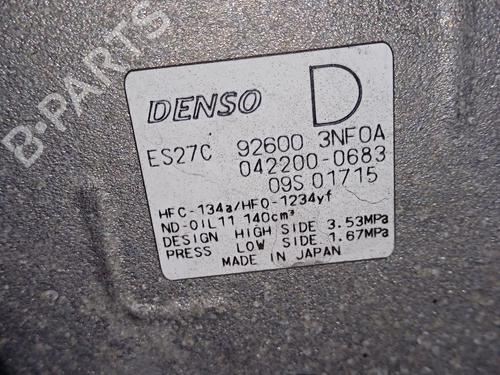 B-PARTS
DENSO D
ES27C 92600 3NF0A
042200-0683
09S 01715
HFC-134a/HFO-1234yf
ND-OIL11 140cm³
DESIGN HIGH SIDE 3.53MPa
PRESS LOW SIDE 1.67MPa
MADE IN JAPAN